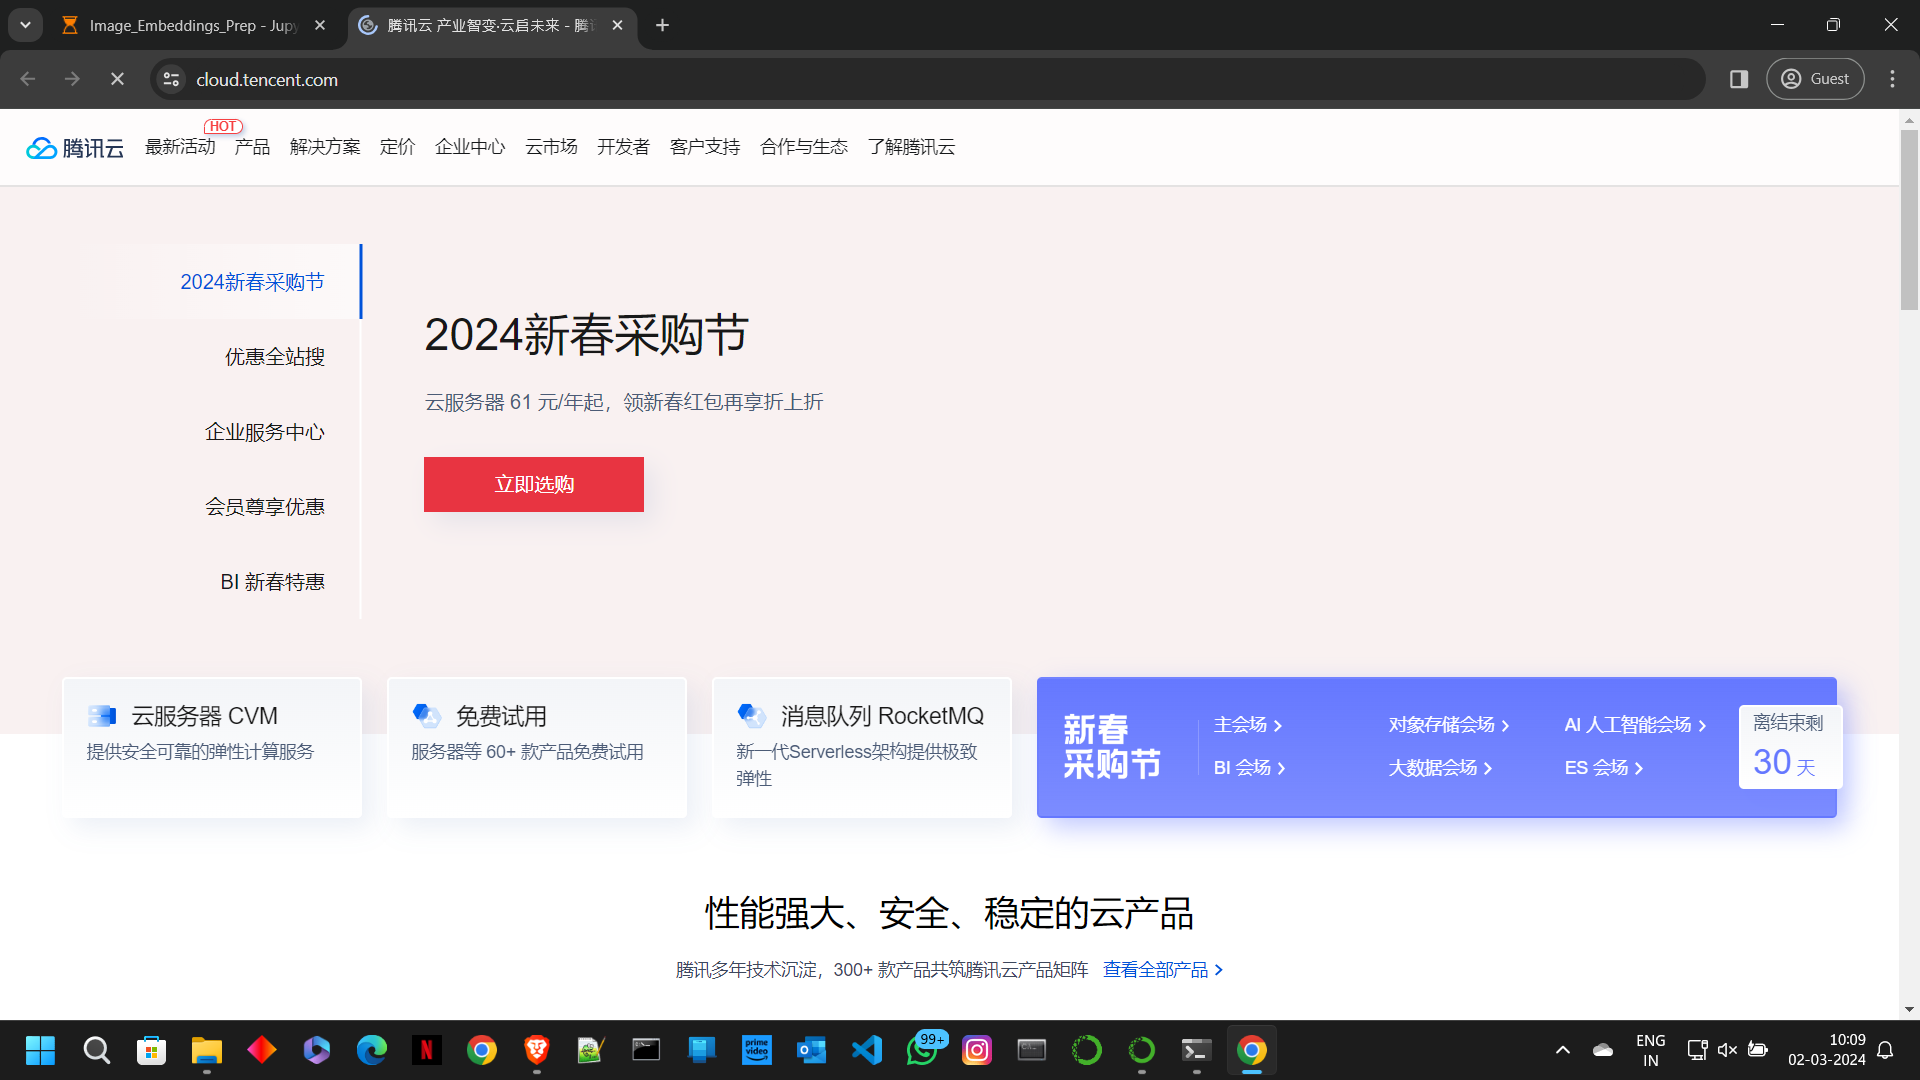 Image_Embeddings_Prep - Jupy
腾讯云 产业智变·云启未来 - 腾
cloud.tencent.com
Guest
HOT
腾讯云 最新活动 产品 解决方案 定价 企业中心 云市场 开发者 客户支持 合作与生态 了解腾讯云
2024新春采购节
优惠全站搜
企业服务中心
会员尊享优惠
BI 新春特惠
2024新春采购节
云服务器 61 元/年起，领新春红包再享折上折
立即选购
云服务器 CVM
提供安全可靠的弹性计算服务
免费试用
服务器等 60+ 款产品免费试用
消息队列 RocketMQ
新一代Serverless架构提供极致
弹性
新春
采购节
主会场
对象存储会场
AI 人工智能会场
BI 会场
大数据会场
ES 会场
离结束剩
30 天
性能强大、安全、稳定的云产品
腾讯多年技术沉淀，300+ 款产品共筑腾讯云产品矩阵 查看全部产品
N
prime
video
99+
ENG
IN
10:09
02-03-2024